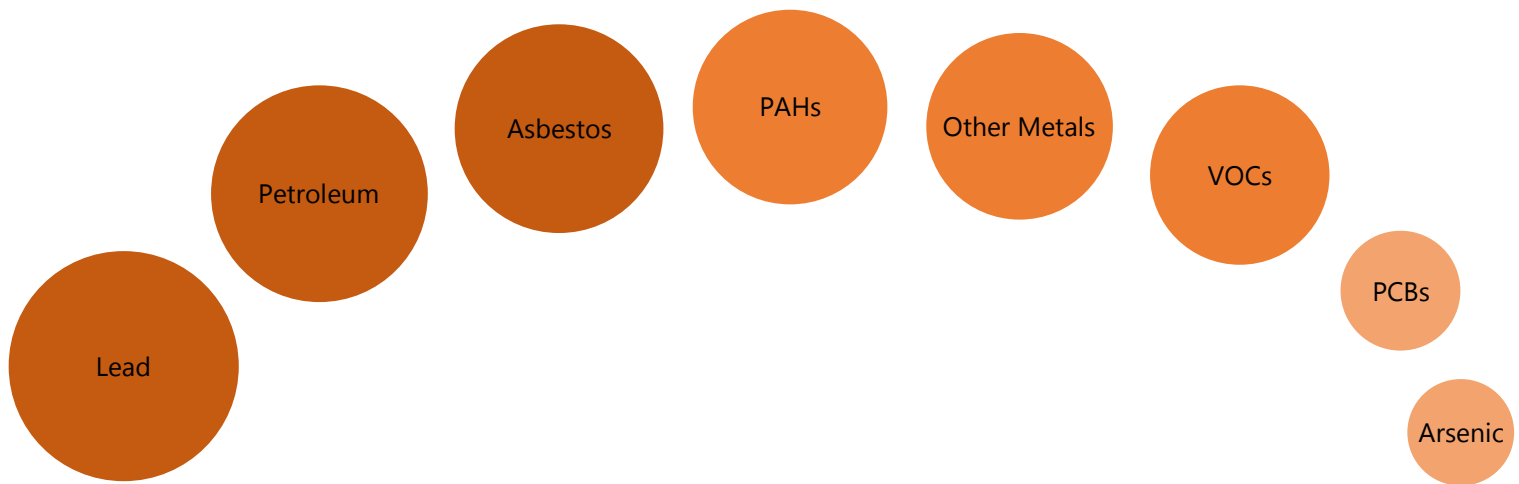 Lead
Petroleum
Asbestos
PAHs
Other Metals
VOCs
PCBs
Arsenic